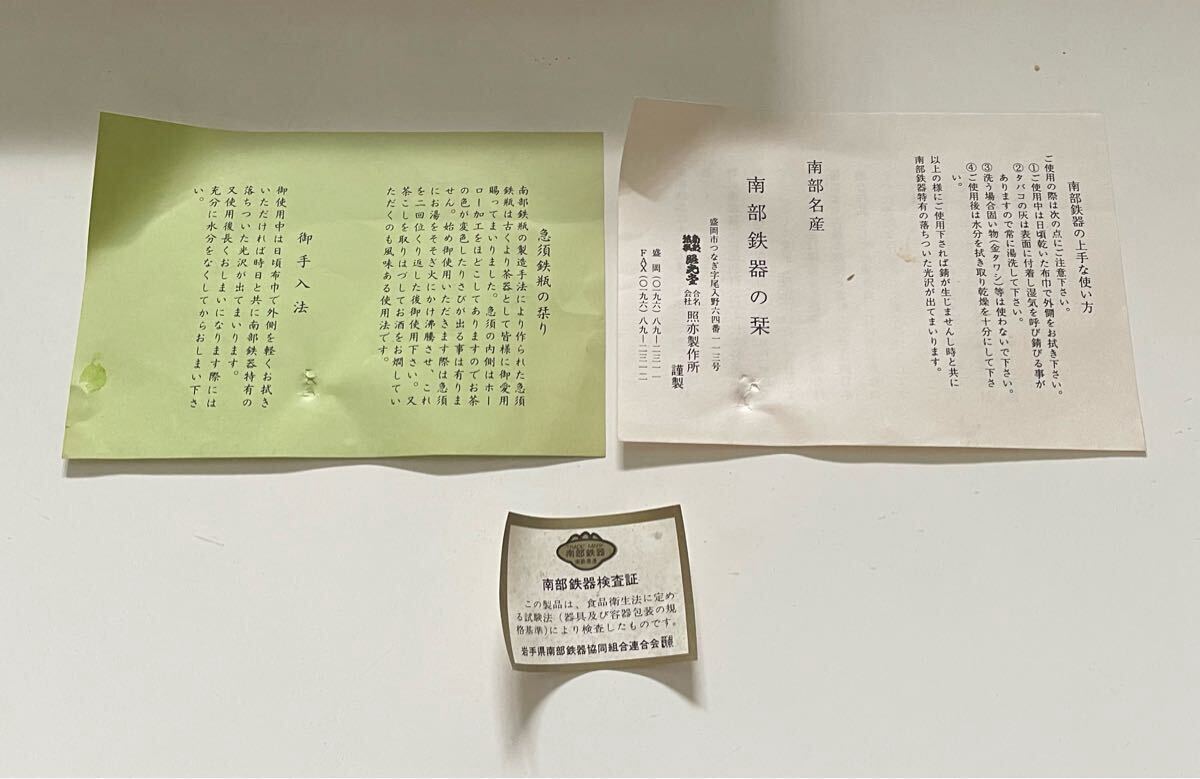 急須鉄瓶の栞り
南部鉄瓶の製造手法により作られた急須
鉄瓶は古くより茶器として皆様に御愛用
賜ってまいりました。急須の内側はホー
ロー加工をほどこしてありますのでお茶
の色が変色したりさびが出る事は有りま
せん。始め御使用いただきます際は急須
にお湯をそそぎ火にかけ沸騰させ、これ
を二回位くり返した後御使用下さい。又
茶こしを取りはづしてお酒をお燗してい
ただくのも風味ある使用法です。
御手入法
御使用中は日頃布巾で外側を軽くお拭き
いただければ時日と共に南部鉄器特有の
落ちついた光沢が出てまいります。
又使用後長くおしまいになります際には
充分に水分をなくしてからおしまい下さ
い。
南部鉄器の上手な使い方
ご使用の際は次の点にご注意下さい。
①ご使用中は日頃乾いた布巾で外側をお拭き下さい。
②タバコの灰は表面に付着し湿気を呼び錆びる事が
ありますので常に湯洗して下さい。
③洗う場合固い物(金タワシ)等は使わないで下さい。
④ご使用後は水分を拭き取り乾燥を十分にして下さ
い。
以上の様にご使用下されば錆が生じませんし時と共に
南部鉄器特有の落ちついた光沢が出てまいります。
南部名産
南部鉄器の栞
盛岡市つなぎ字尾入野六四番一一三号
合名会社 照亦製作所 謹製
盛岡(〇一九六)八九―二三一一
FAX(〇一九六)八九―二三一二
TRADE MARK
南部鉄器
南部鉄器検査証
この製品は、食品衛生法に定め
る試験法(器具及び容器包装の規
格基準)により検査したものです。
岩手県南部鉄器協同組合連合会